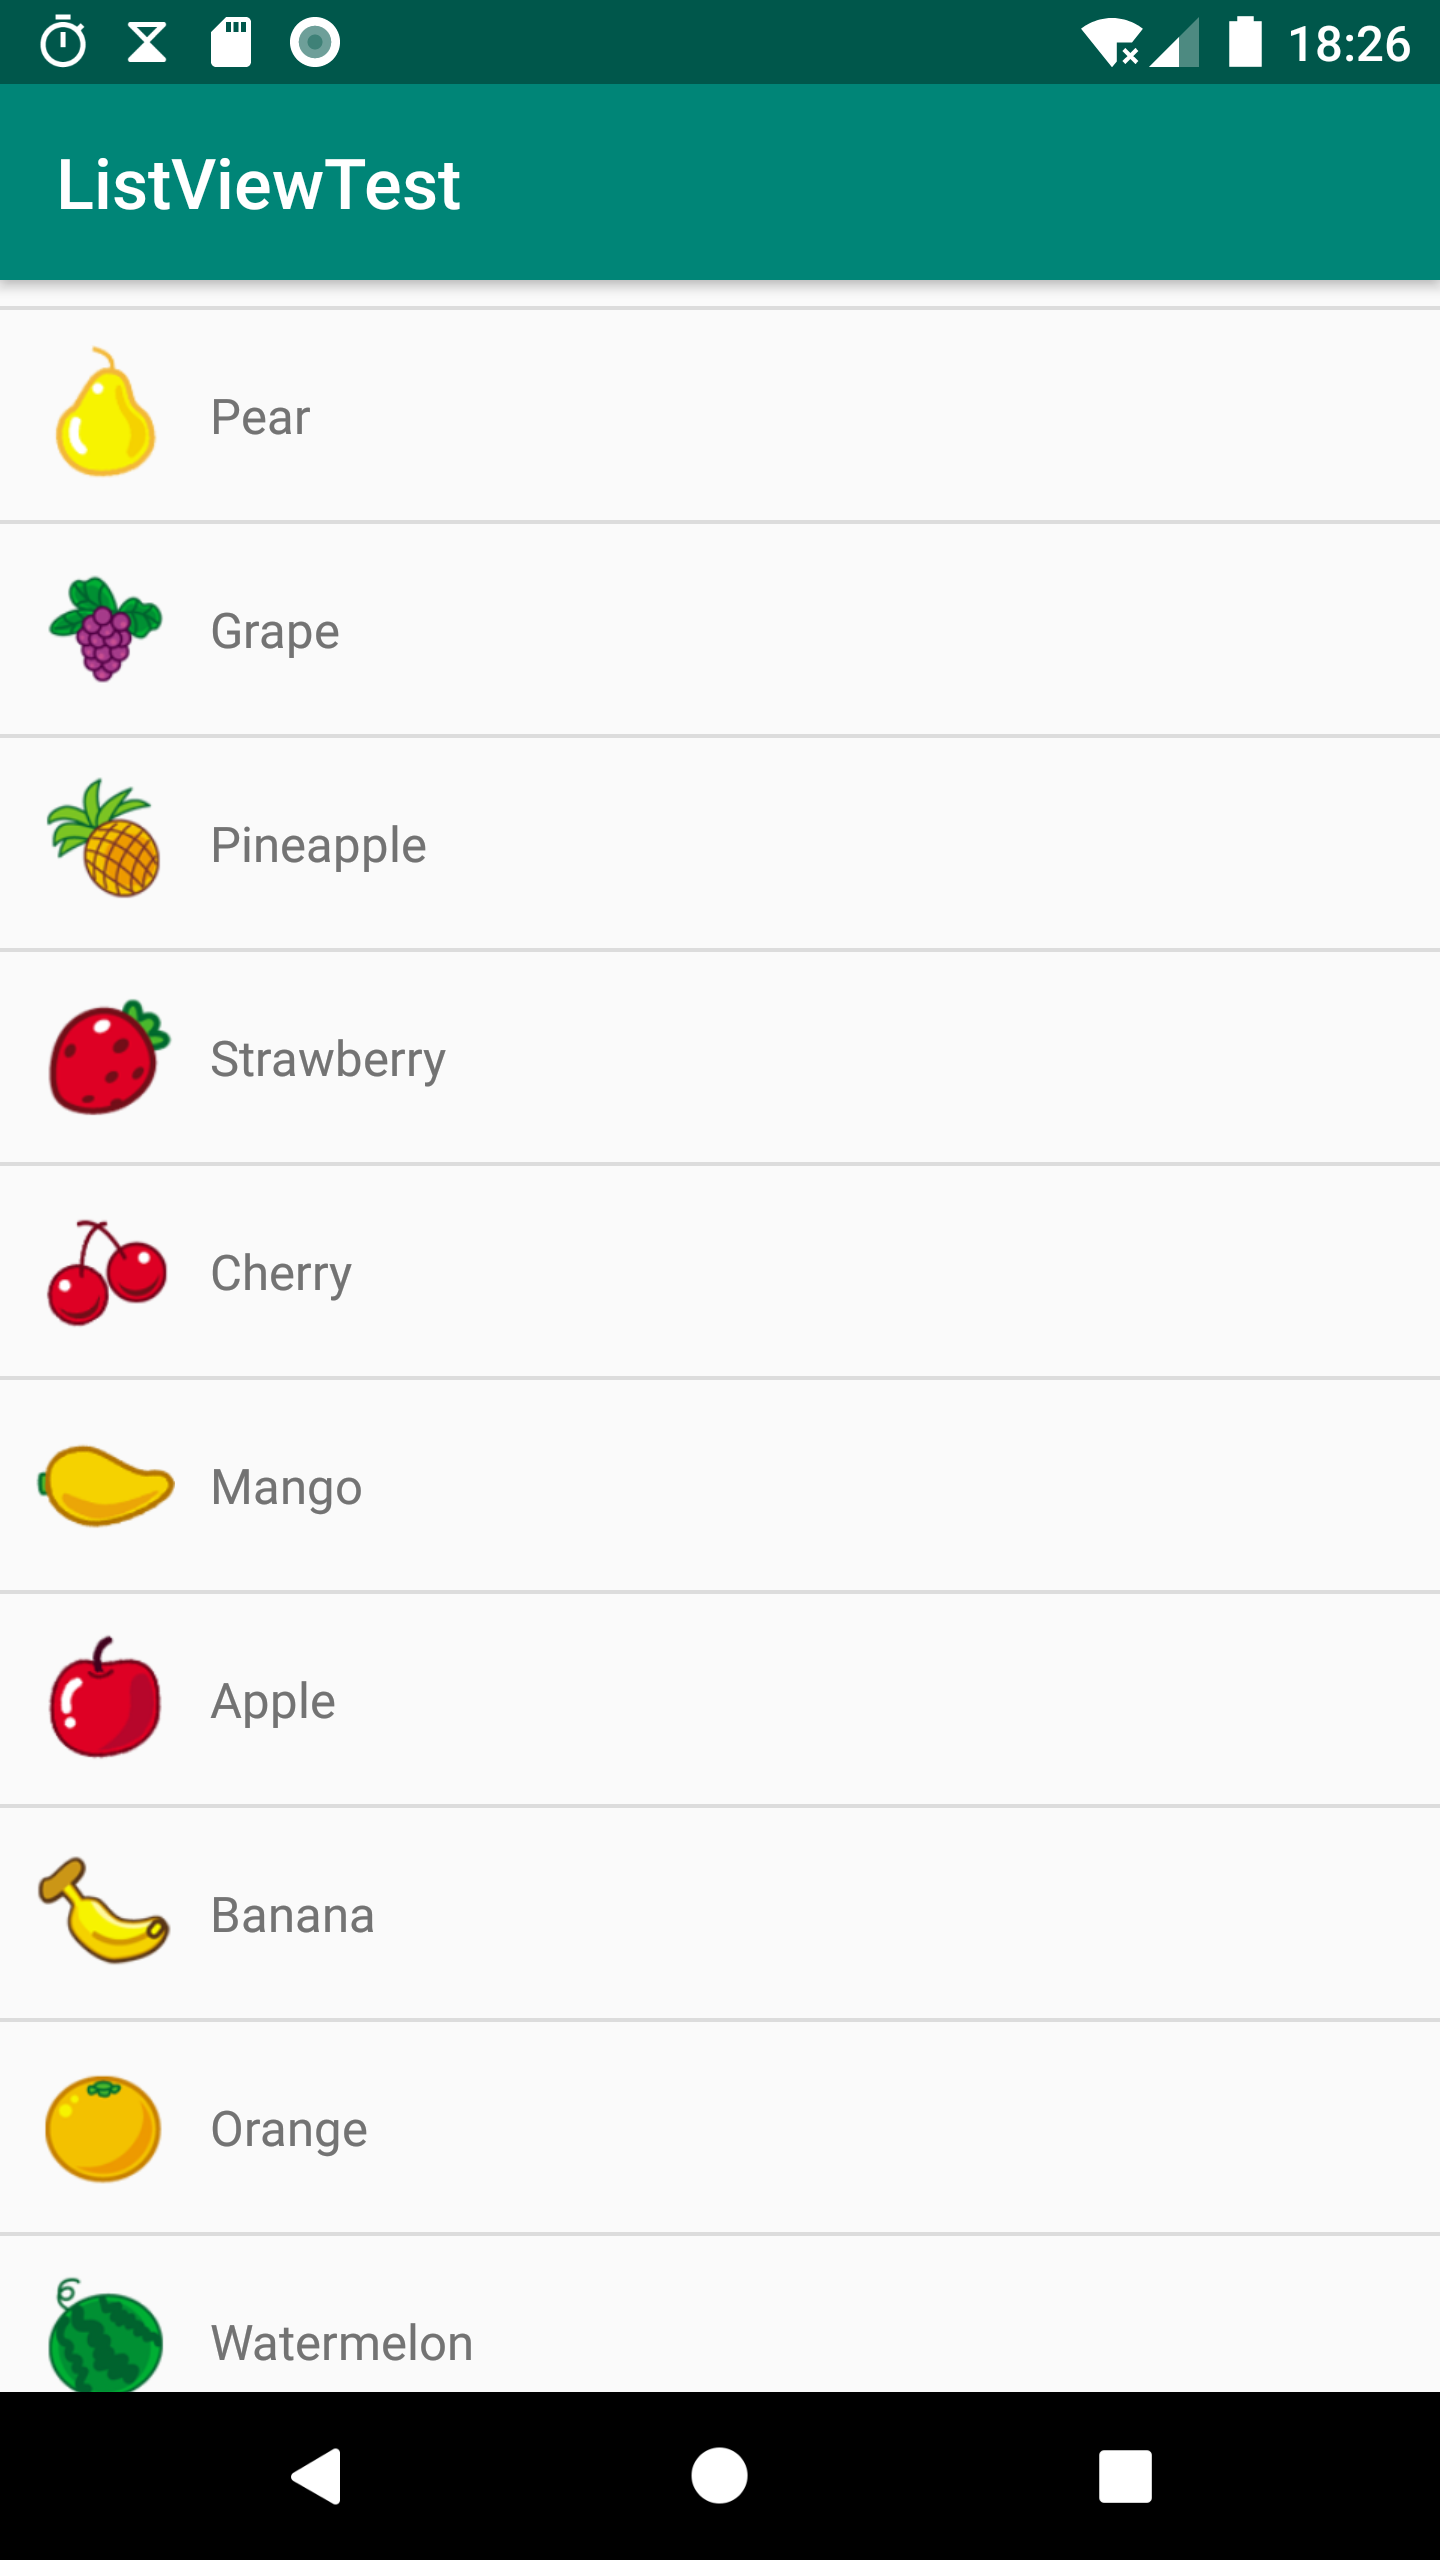 18:26
ListViewTest
Pear
Grape
Pineapple
Strawberry
Cherry
Mango
Apple
Banana
Orange
Watermelon